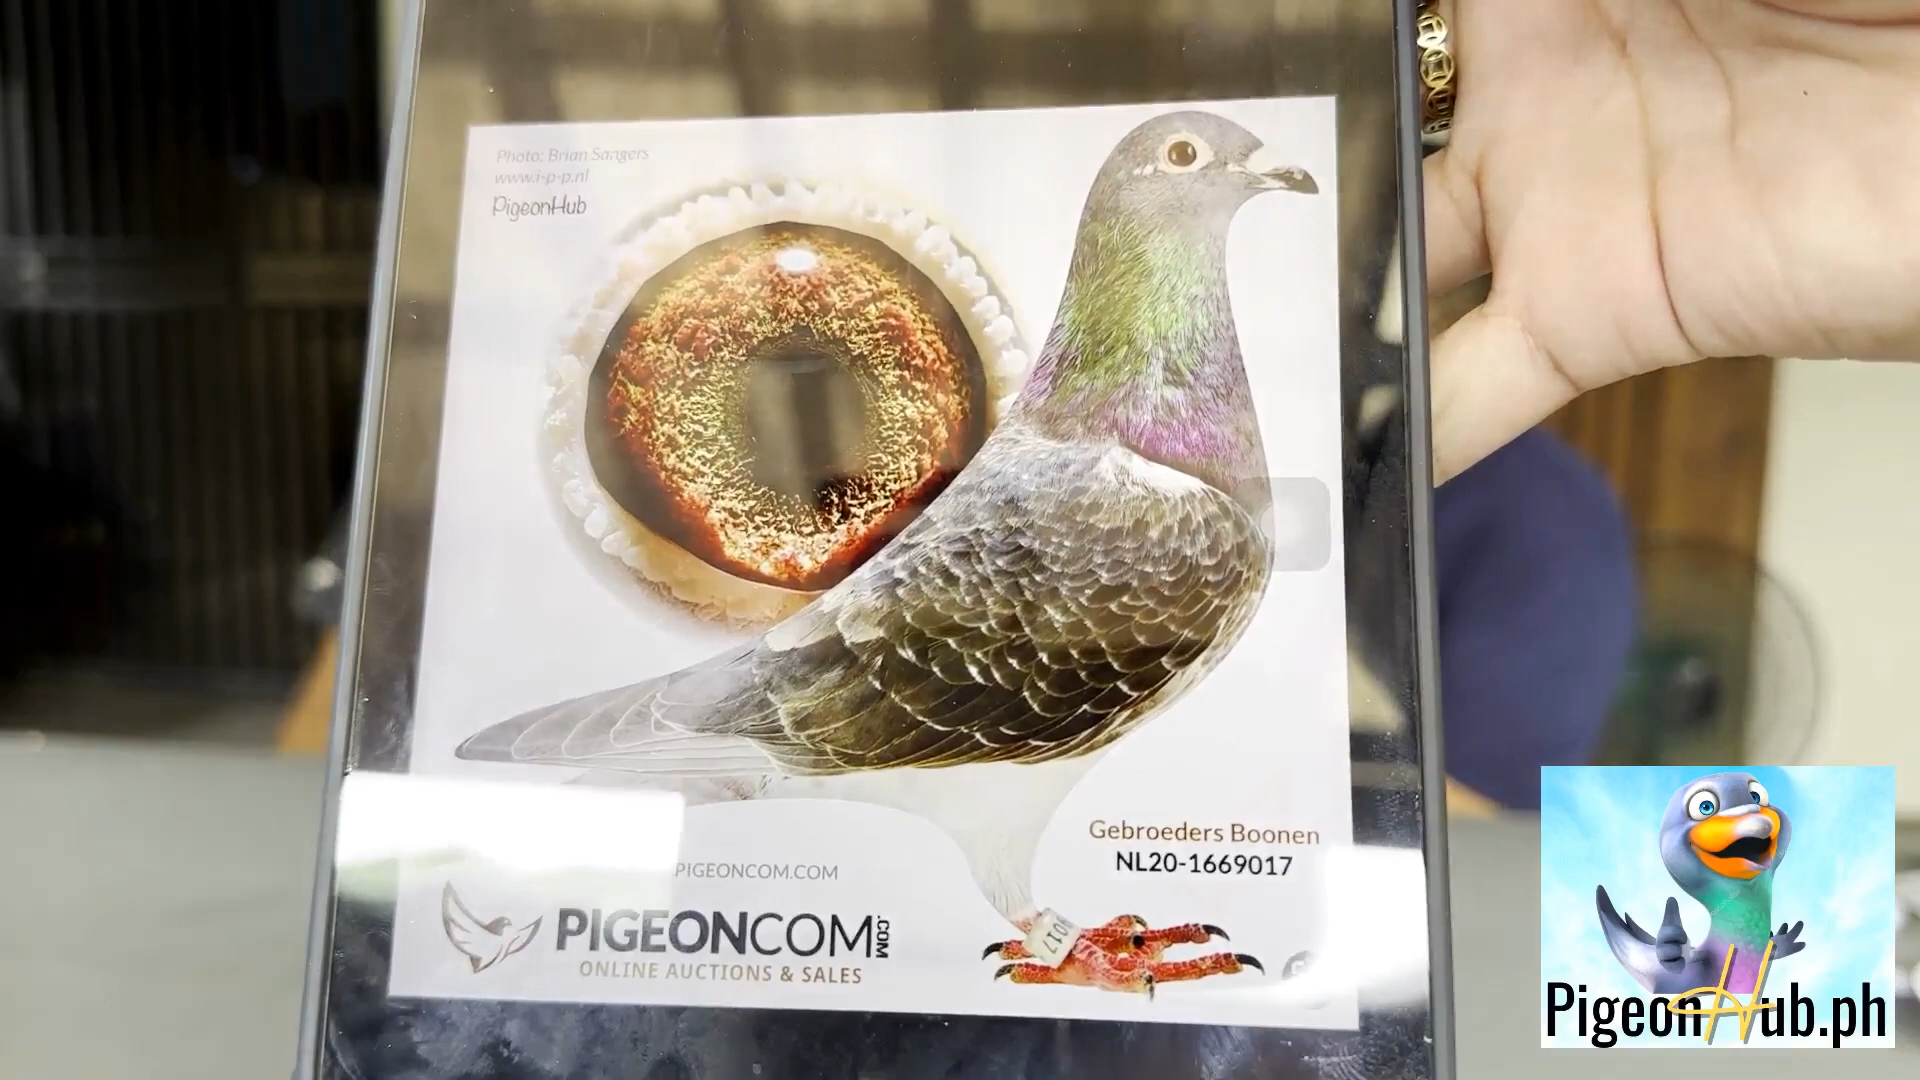 Photo: Brian Sangers
www.i-p-p.nl
PigeonHub
Gebroeders Boonen
NL20-1669017
PIGEONCOM.COM
PIGEONCOM.COM
ONLINE AUCTIONS & SALES
017
PigeonHub.ph